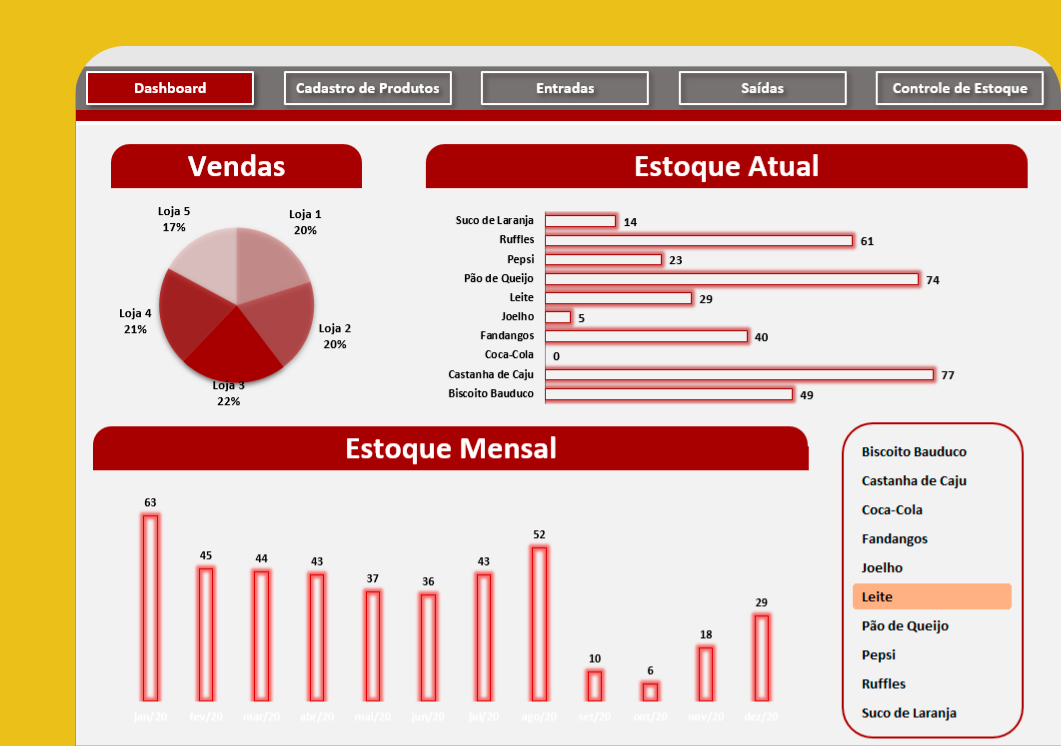 Dashboard
Cadastro de Produtos
Entradas
Saídas
Controle de Estoque
Vendas
Loja 5
17%
Loja 1
20%
Loja 4
21%
Loja 2
20%
Loja 3
22%
Estoque Atual
Suco de Laranja 14
Ruffles 61
Pepsi 23
Pão de Queijo 74
Leite 29
Joelho 5
Fandangos 40
Coca-Cola 0
Castanha de Caju 77
Biscoito Bauduco 49
Estoque Mensal
63 45 44 43 37 36 43 52 10 6 18 29
jan/20 fev/20 mar/20 abr/20 mai/20 jun/20 jul/20 ago/20 set/20 out/20 nov/20 dez/20
Biscoito Bauduco
Castanha de Caju
Coca-Cola
Fandangos
Joelho
Leite
Pão de Queijo
Pepsi
Ruffles
Suco de Laranja